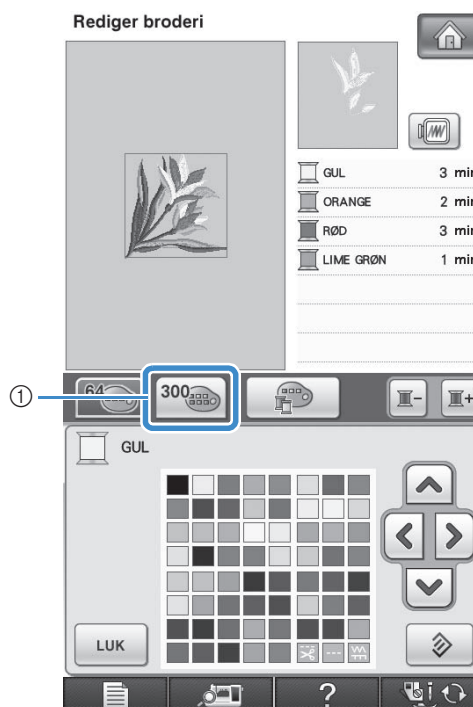 Rediger broderi
GUL 3 min
ORANGE 2 min
RØD 3 min
LIME GRØN 1 min
① 64 300
GUL
LUK
?